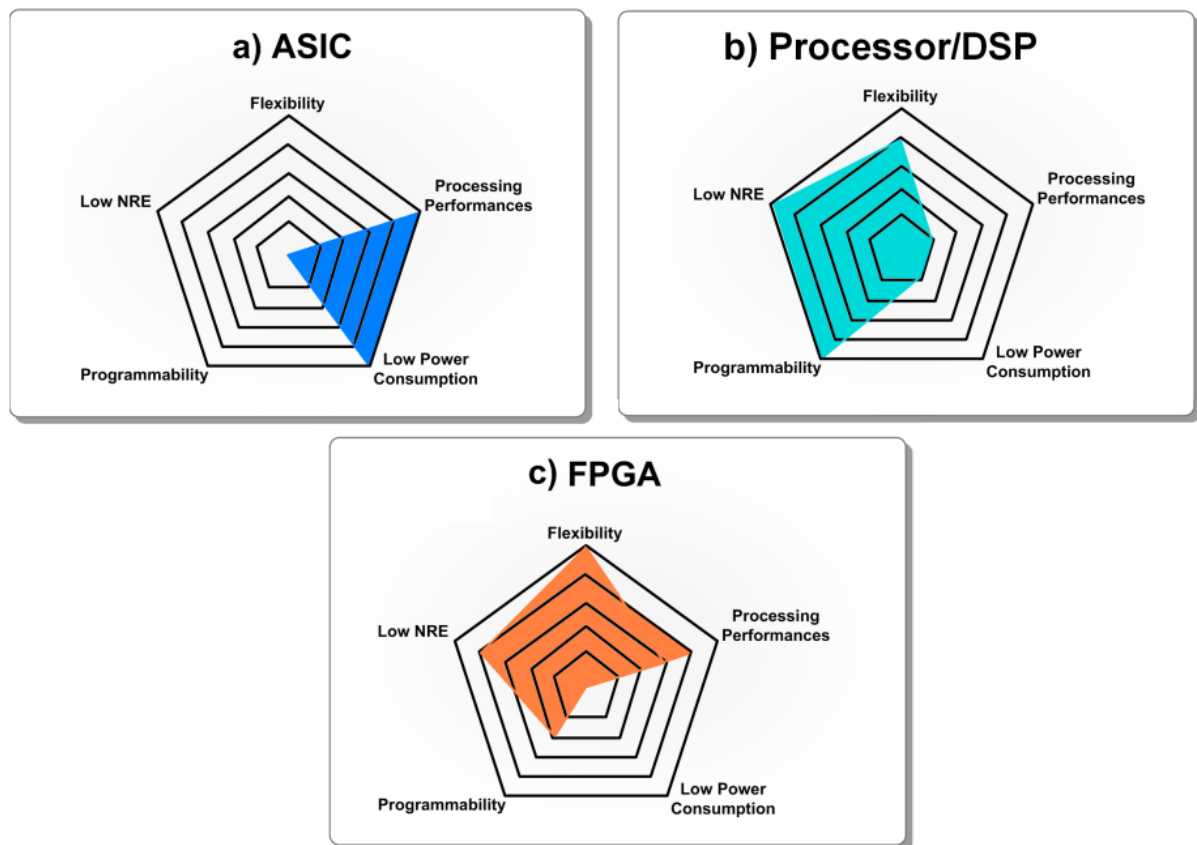 a) ASIC
Flexibility
Low NRE
Processing
Performances
Programmability
Low Power
Consumption
b) Processor/DSP
Flexibility
Low NRE
Processing
Performances
Programmability
Low Power
Consumption
c) FPGA
Flexibility
Low NRE
Processing
Performances
Programmability
Low Power
Consumption